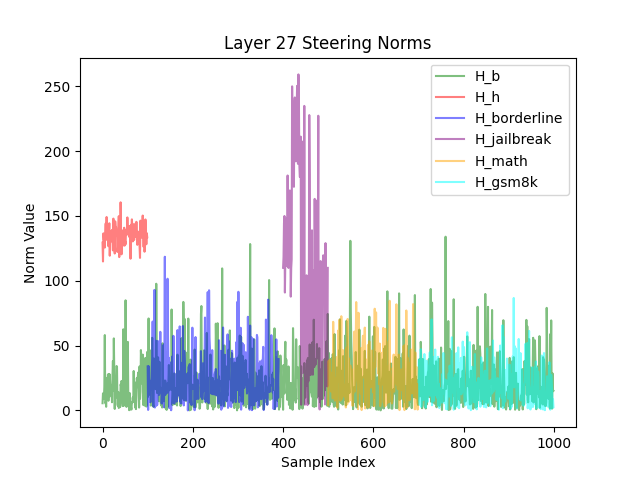 Layer 27 Steering Norms
H_b
H_h
H_borderline
H_jailbreak
H_math
H_gsm8k
Norm Value
250
200
150
100
50
0
0 200 400 600 800 1000
Sample Index